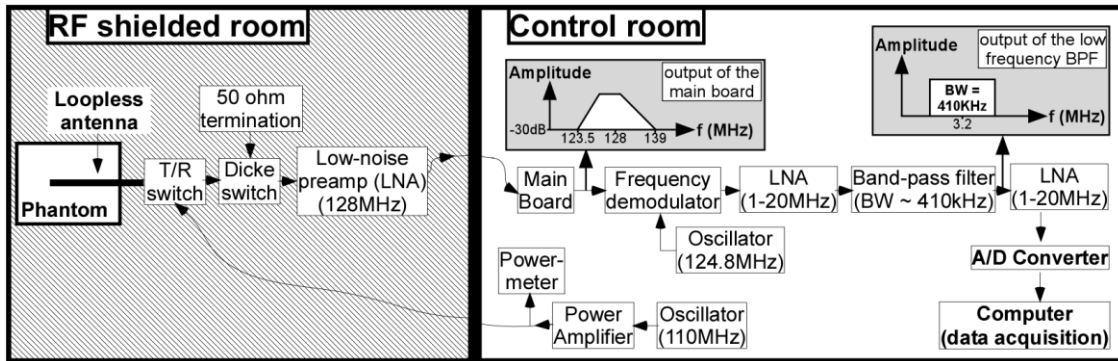 RF shielded room
Loopless
antenna
50 ohm
termination
T/R
switch
Dicke
switch
Low-noise
preamp (LNA)
(128MHz)
Phantom
Control room
Amplitude
output of the
main board
-30dB
123.5
128
139
f (MHz)
Amplitude
output of the low
frequency BPF
BW =
410KHz
3.2
f (MHz)
Main
Board
Frequency
demodulator
LNA
(1-20MHz)
Band-pass filter
(BW ~ 410kHz)
LNA
(1-20MHz)
Oscillator
(124.8MHz)
A/D Converter
Power-
meter
Power
Amplifier
Oscillator
(110MHz)
Computer
(data acquisition)